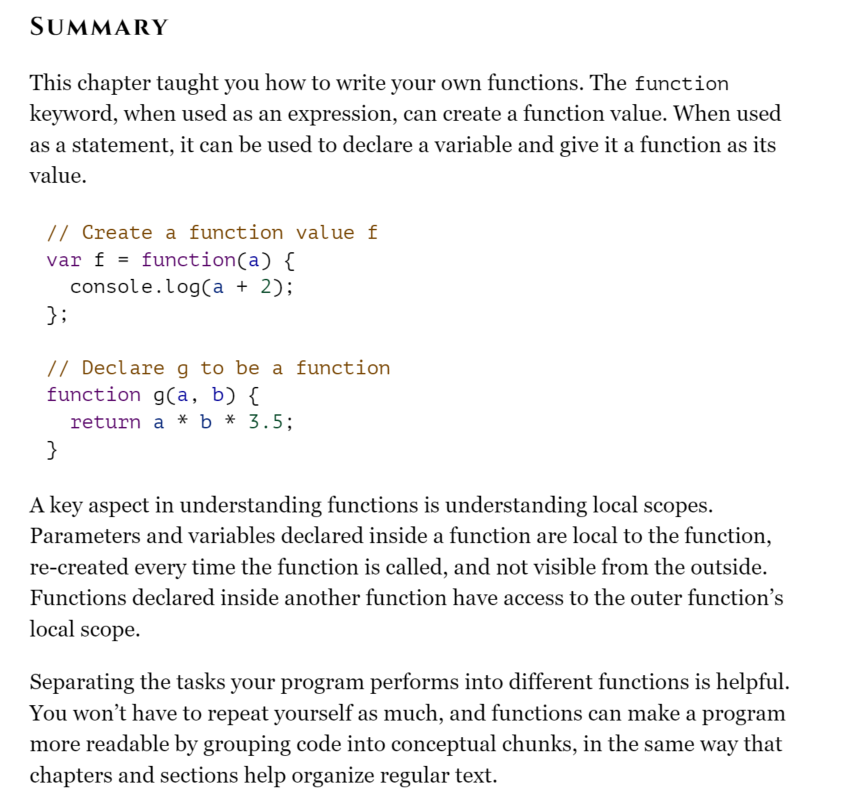 SUMMARY
This chapter taught you how to write your own functions. The function
keyword, when used as an expression, can create a function value. When used
as a statement, it can be used to declare a variable and give it a function as its
value.
// Create a function value f
var f = function(a) {
  console.log(a + 2);
};
// Declare g to be a function
function g(a, b) {
  return a * b * 3.5;
}
A key aspect in understanding functions is understanding local scopes.
Parameters and variables declared inside a function are local to the function,
re-created every time the function is called, and not visible from the outside.
Functions declared inside another function have access to the outer function’s
local scope.
Separating the tasks your program performs into different functions is helpful.
You won’t have to repeat yourself as much, and functions can make a program
more readable by grouping code into conceptual chunks, in the same way that
chapters and sections help organize regular text.